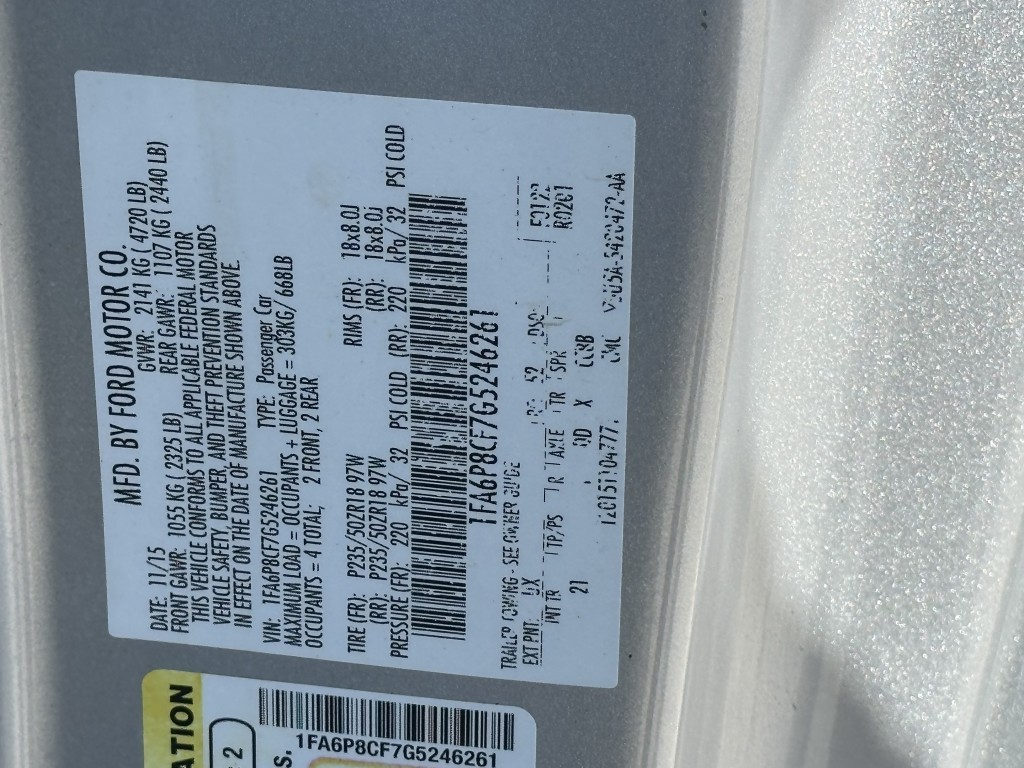 MFD. BY FORD MOTOR CO.
DATE: 11/15 GVWR: 2141 KG ( 4720 LB)
FRONT GAWR: 1055 KG ( 2325 LB) REAR GAWR: 1107 KG ( 2440 LB)
THIS VEHICLE CONFORMS TO ALL APPLICABLE FEDERAL MOTOR
VEHICLE SAFETY, BUMPER, AND THEFT PREVENTION STANDARDS
IN EFFECT ON THE DATE OF MANUFACTURE SHOWN ABOVE.
VIN: 1FA6P8CF7G5246261 TYPE: Passenger Car
MAXIMUM LOAD = OCCUPANTS + LUGGAGE = 303KG/ 668LB
OCCUPANTS = 4 TOTAL; 2 FRONT, 2 REAR
TIRE (FR): P235/50ZR18 97W RIMS (FR): 18x8.0J
(RR): P235/50ZR18 97W (RR): 18x8.0J
PRESSURE (FR): 220 kPa/ 32 PSI COLD (RR): 220 kPa/ 32 PSI COLD
1FA6P8CF7G5246261
TRAILER TOWING - SEE OWNER GUIDE
EXT PNT: UX
INT TR TP/PS R AXLE TR SPR
21 X
ATION
2
S.
1FA6P8CF7G5246261